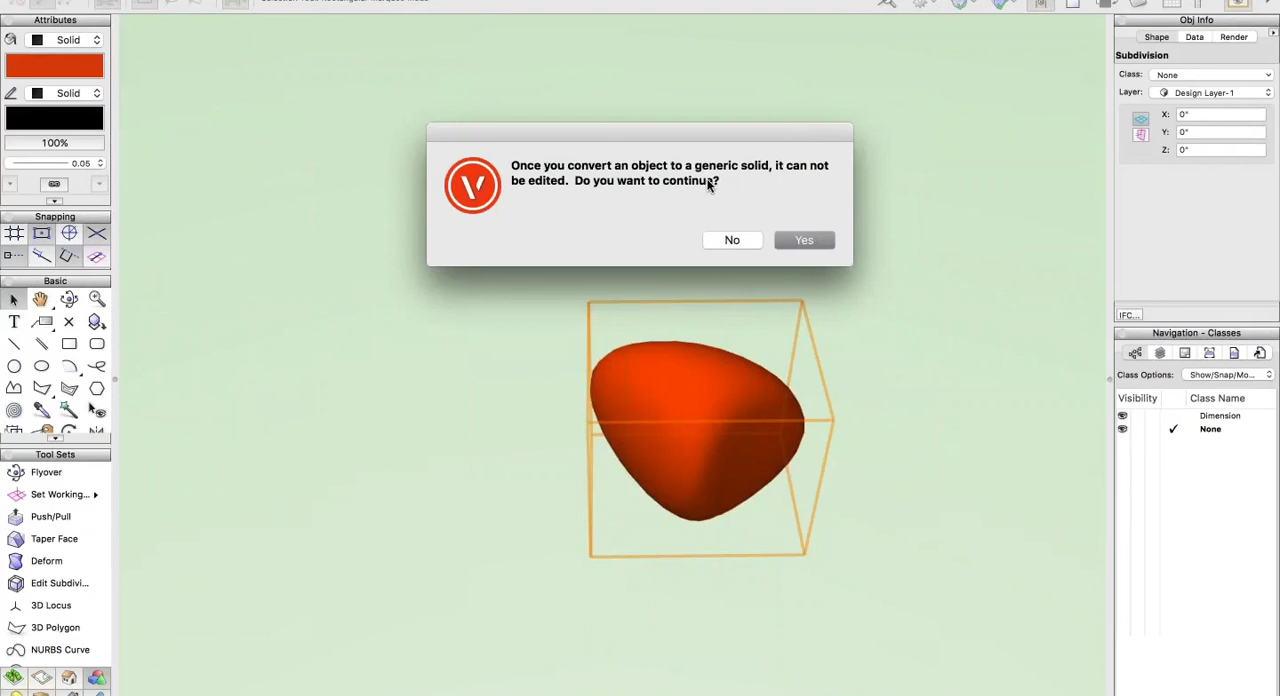 Attributes
Solid
Solid
100%
0.05
Snapping
Basic
T
Tool Sets
Flyover
Set Working...
Push/Pull
Taper Face
Deform
Edit Subdivi...
3D Locus
3D Polygon
NURBS Curve
Once you convert an object to a generic solid, it can not
be edited. Do you want to continue?
No
Yes
Obj Info
Shape Data Render
Subdivision
Class: None
Layer: Design Layer-1
X: 0"
Y: 0"
Z: 0"
IFC...
Navigation - Classes
Class Options: Show/Snap/Mo...
Visibility Class Name
Dimension
None